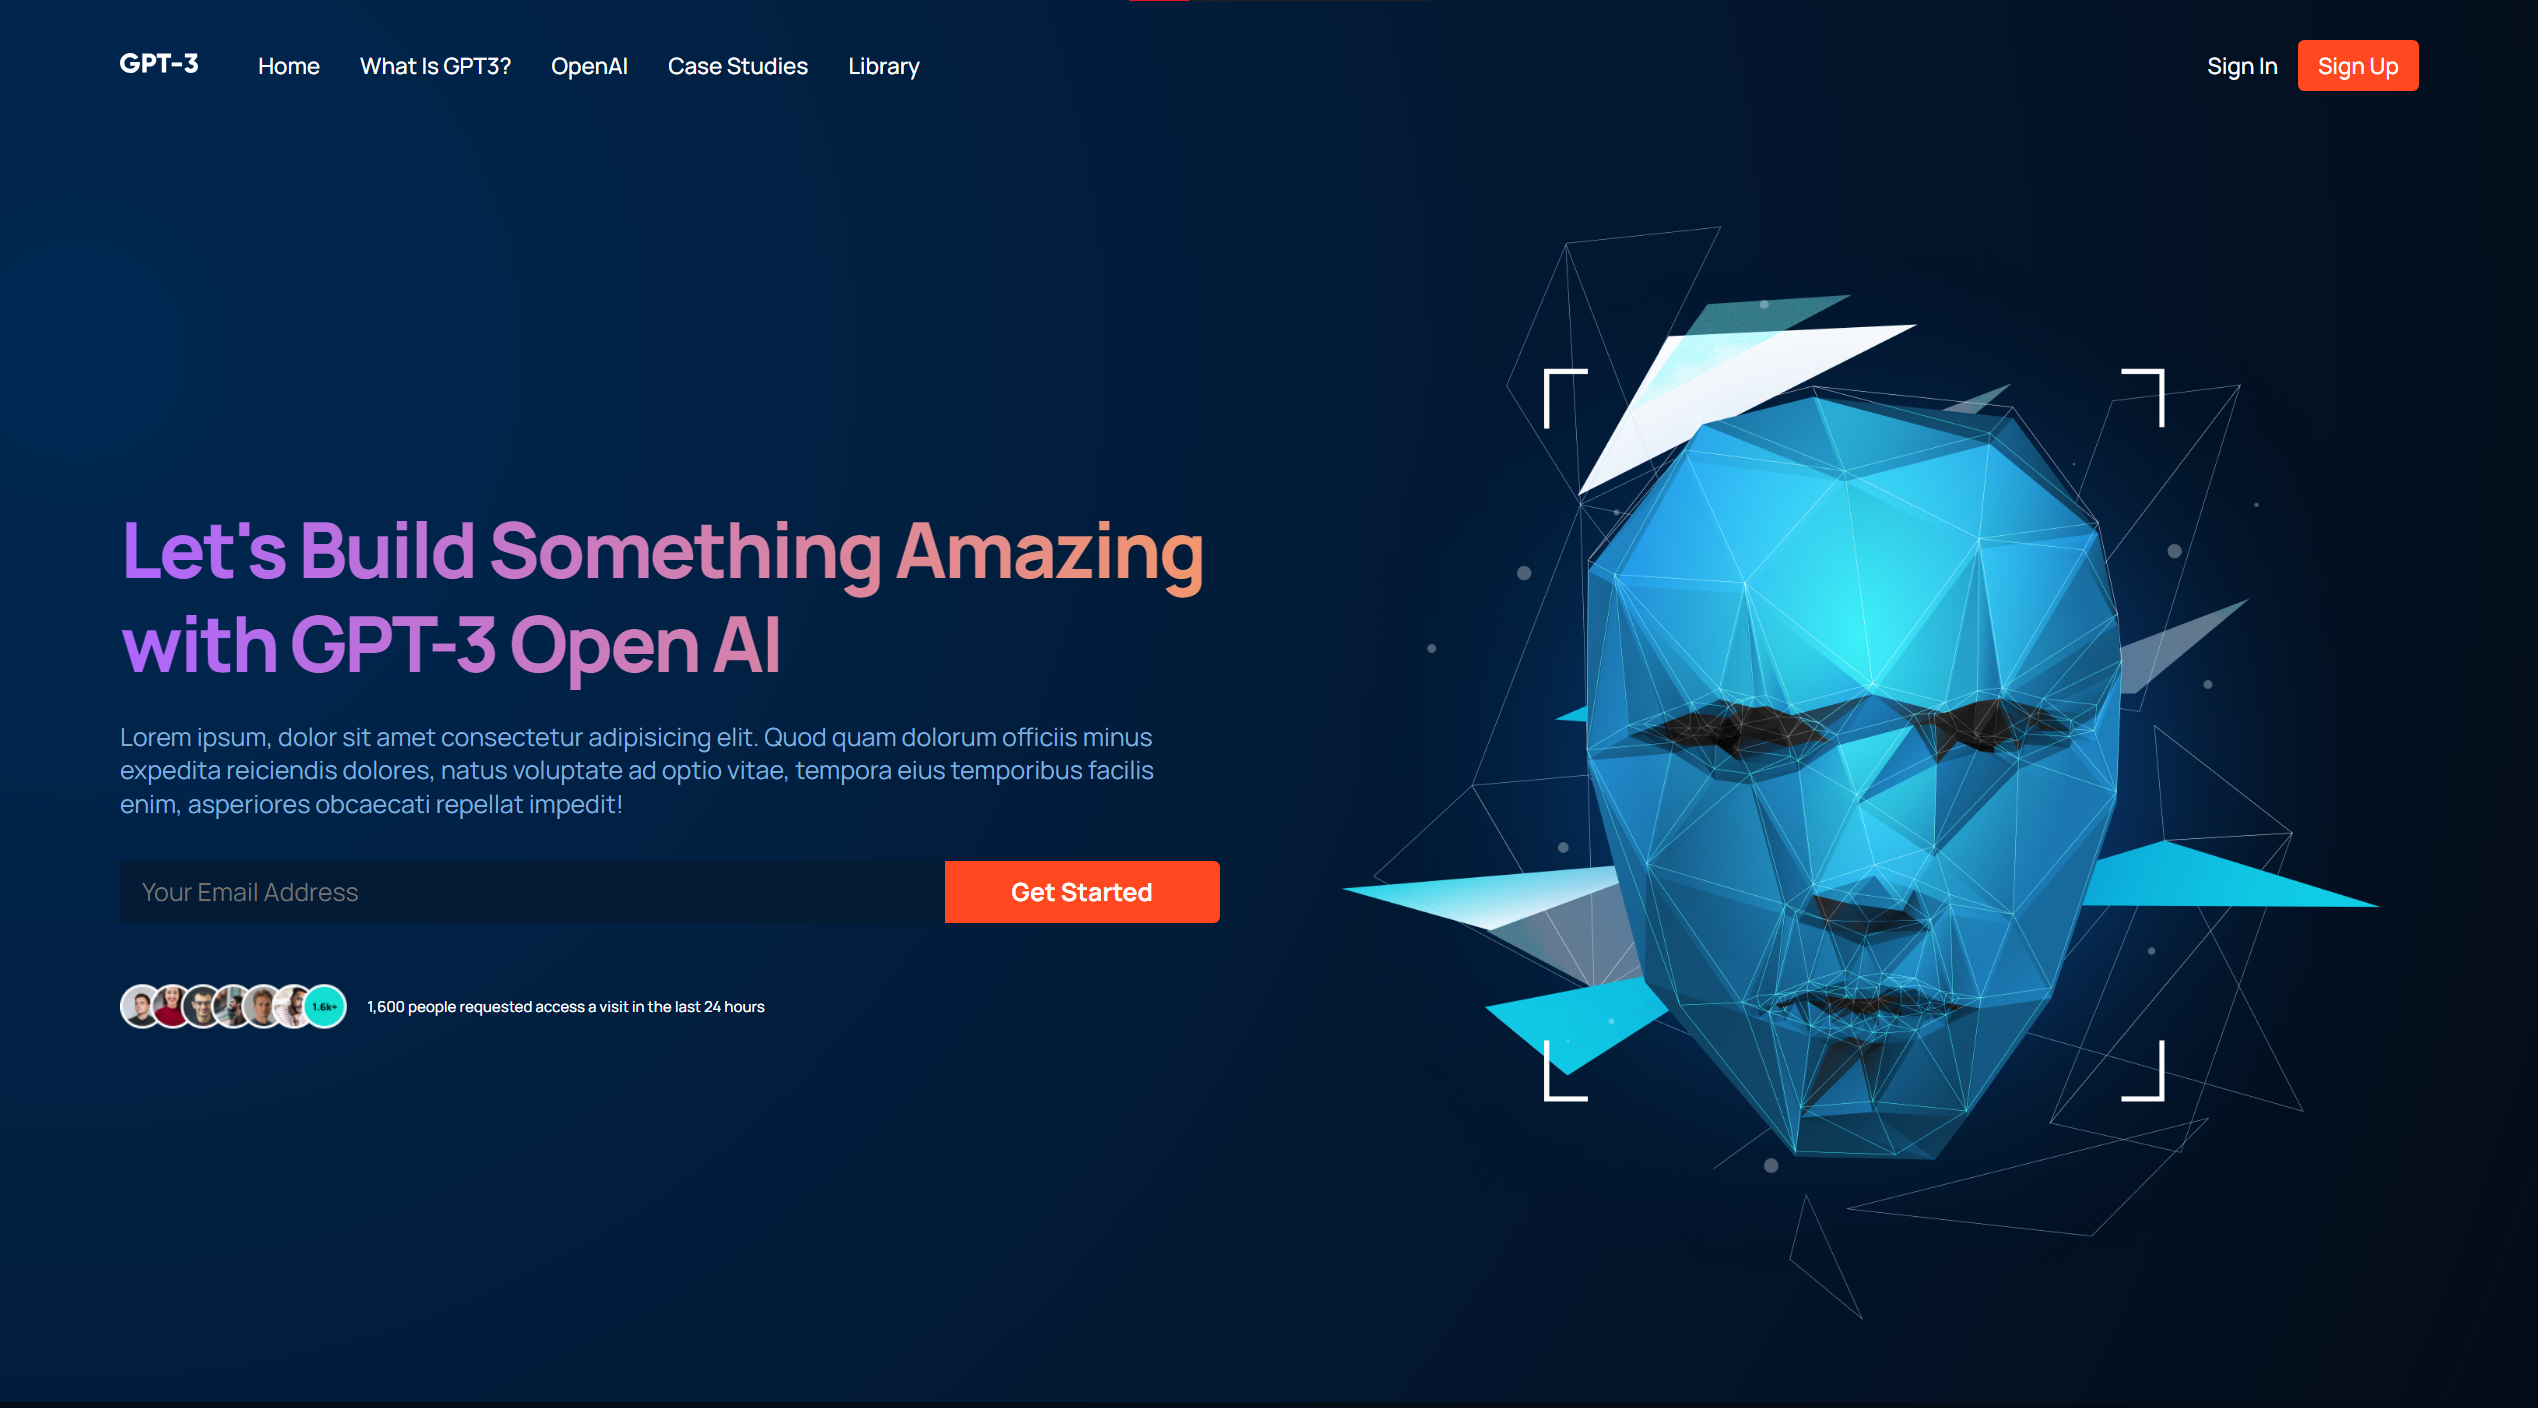 GPT-3
Home
What Is GPT3?
OpenAI
Case Studies
Library
Sign In
Sign Up
Let's Build Something Amazing
with GPT-3 Open AI
Lorem ipsum, dolor sit amet consectetur adipisicing elit. Quod quam dolorum officiis minus
expedita reiciendis dolores, natus voluptate ad optio vitae, tempora eius temporibus facilis
enim, asperiores obcaecati repellat impedit!
Your Email Address
Get Started
1.6k+
1,600 people requested access a visit in the last 24 hours